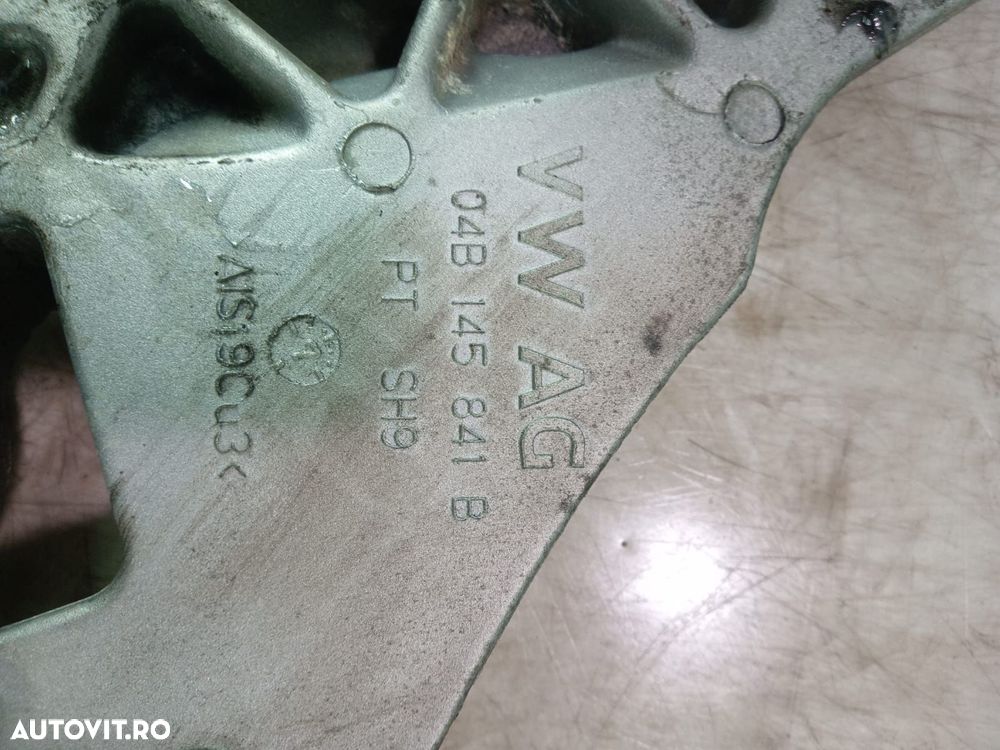 VW AG
04B 145 841 B
PT SH9
AlSi9Cu3<
AUTOVIT.RO